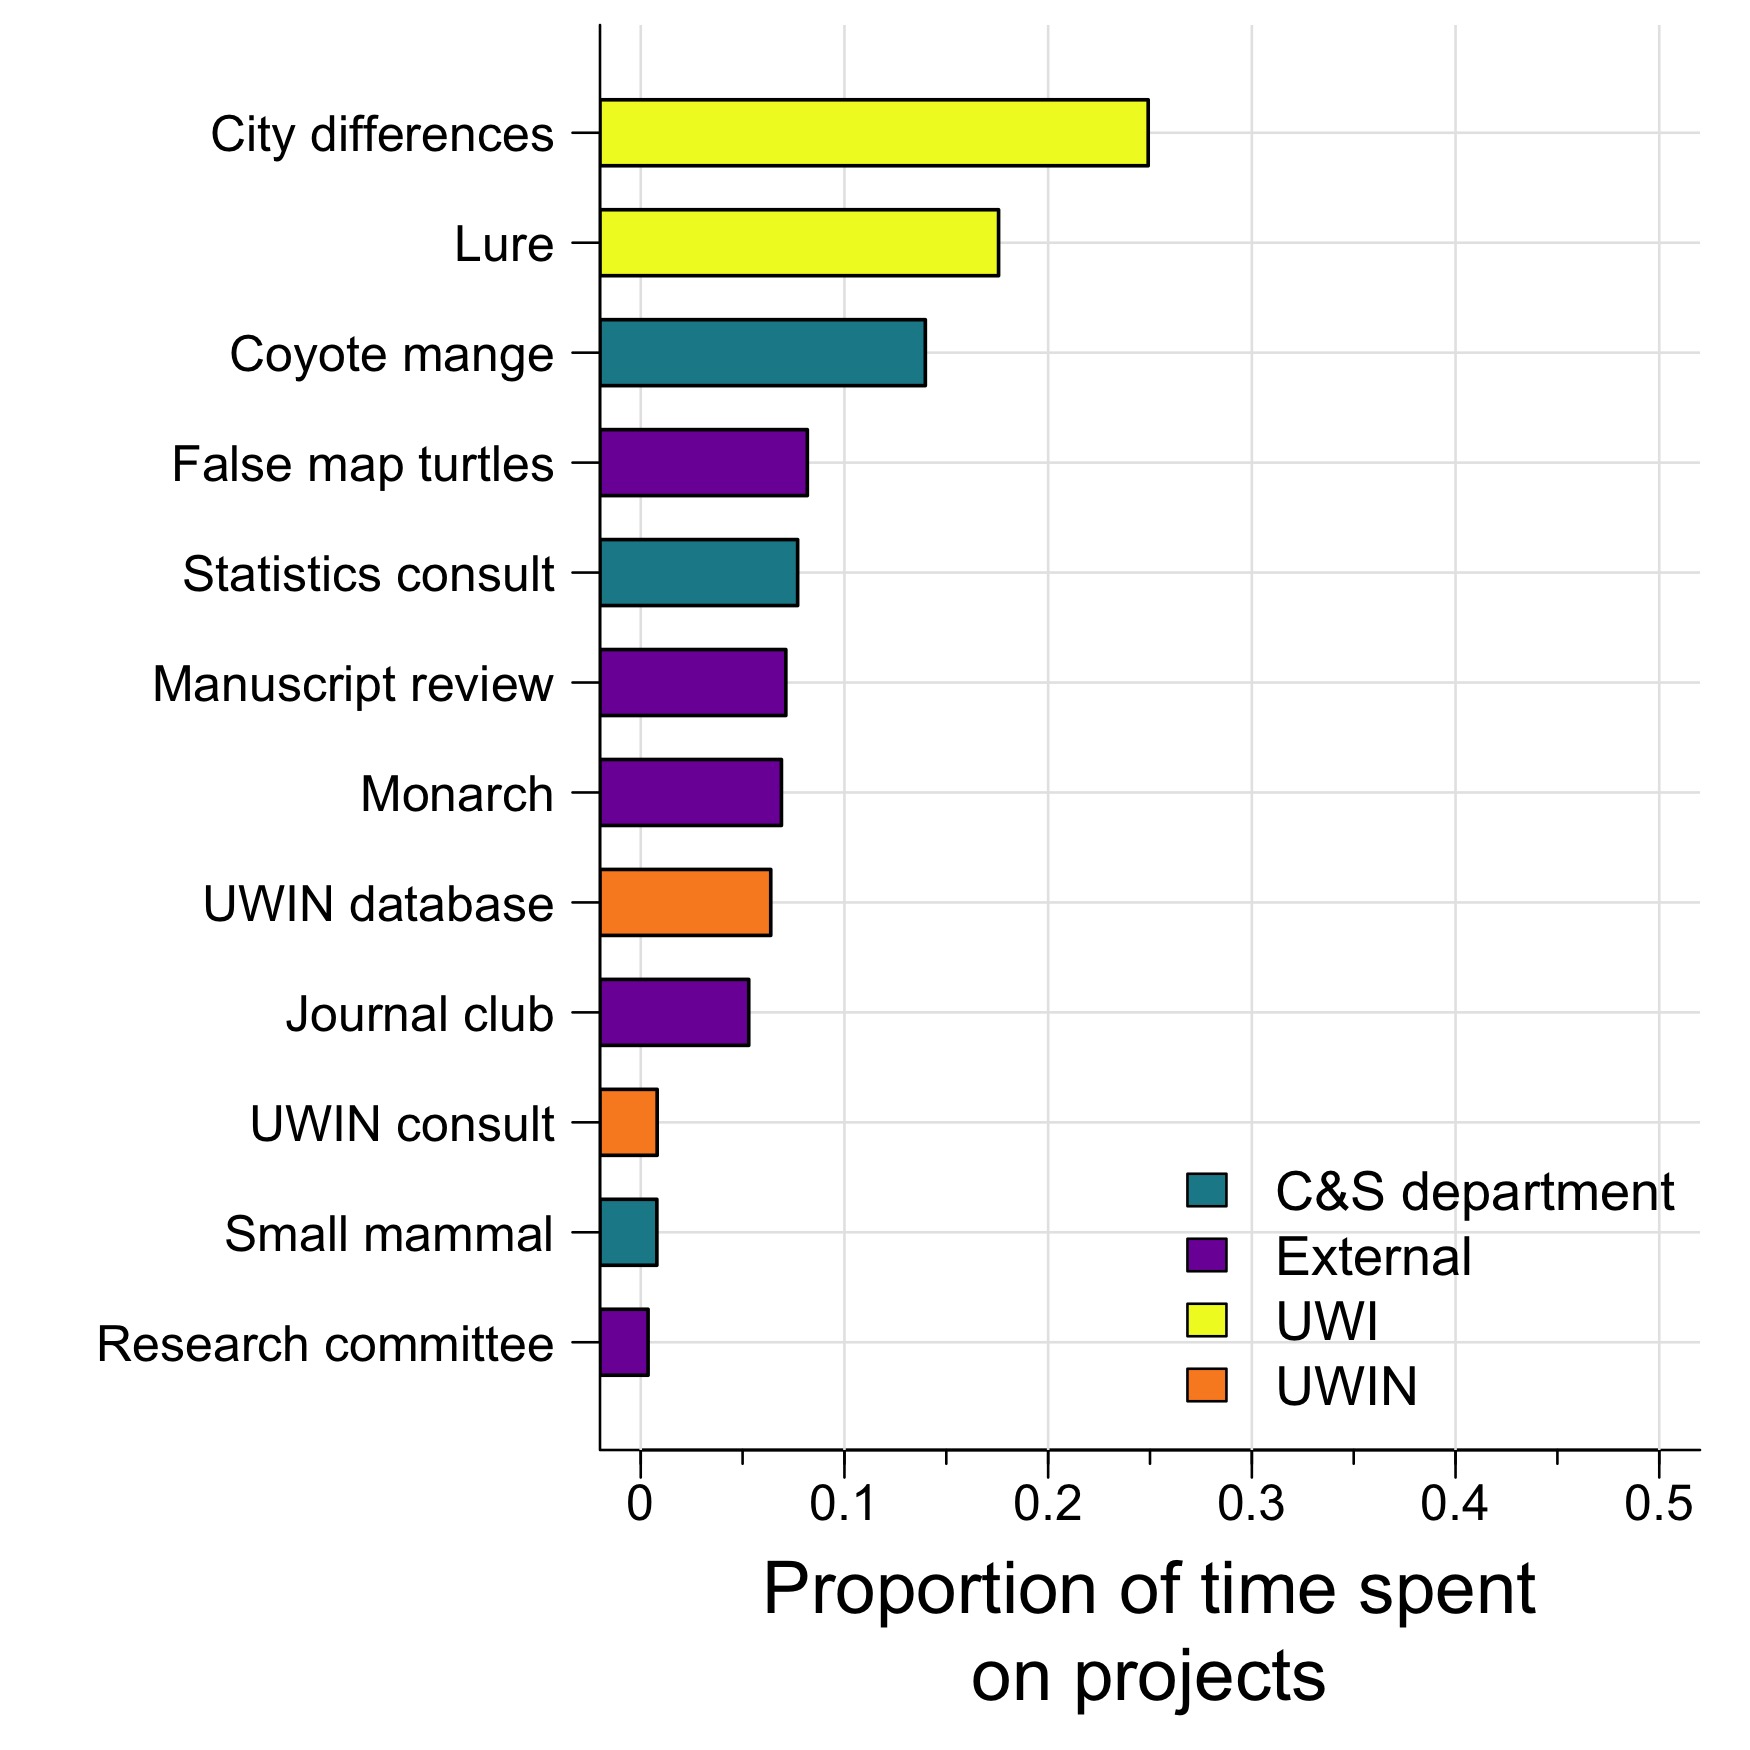 City differences
Lure
Coyote mange
False map turtles
Statistics consult
Manuscript review
Monarch
UWIN database
Journal club
UWIN consult
Small mammal
Research committee
C&S department
External
UWI
UWIN
0 0.1 0.2 0.3 0.4 0.5
Proportion of time spent
on projects